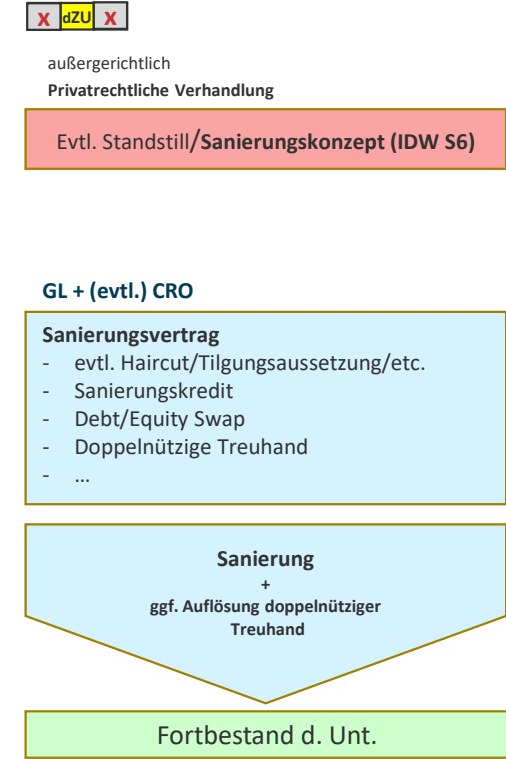 X dZU X
außergerichtlich
Privatrechtliche Verhandlung
Evtl. Standstill/Sanierungskonzept (IDW S6)
GL + (evtl.) CRO
Sanierungsvertrag
- evtl. Haircut/Tilgungsaussetzung/etc.
- Sanierungskredit
- Debt/Equity Swap
- Doppelnützige Treuhand
- ...
Sanierung
+
ggf. Auflösung doppelnütziger
Treuhand
Fortbestand d. Unt.